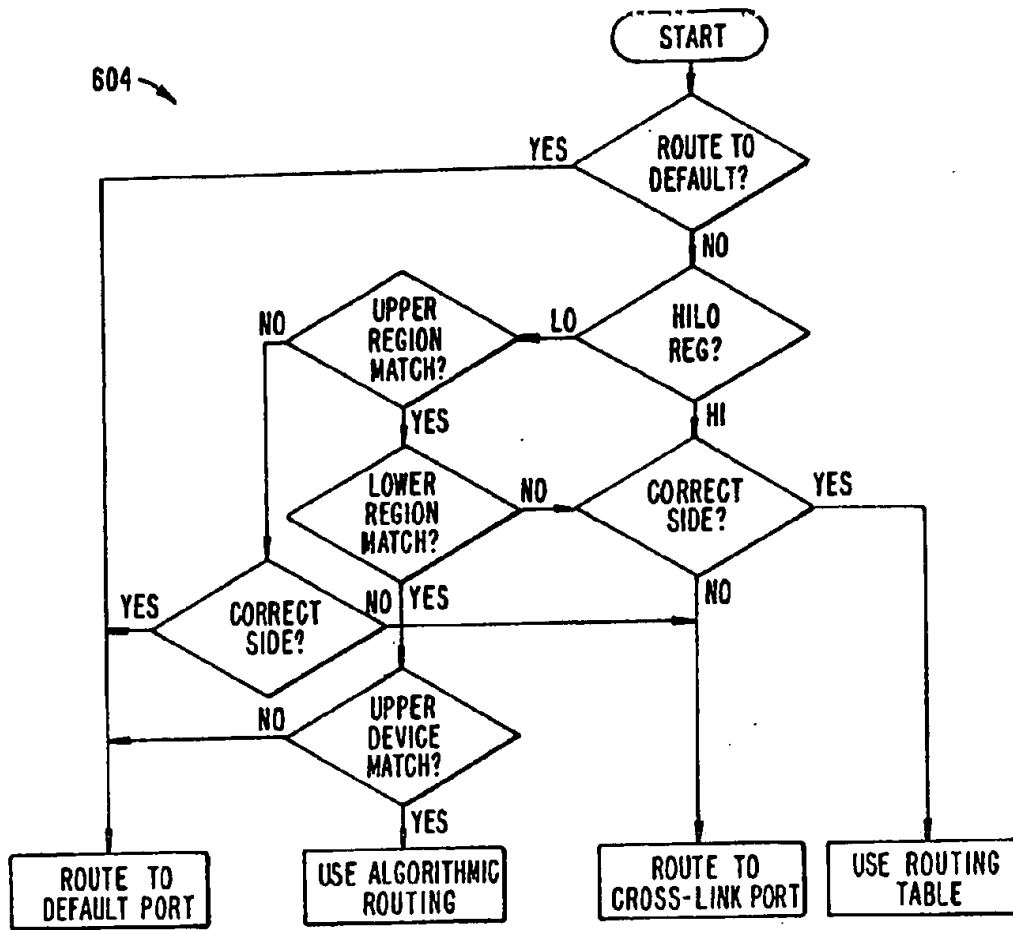 START
604
YES
ROUTE TO
DEFAULT?
NO
UPPER
REGION
MATCH?
NO
LO
HILO
REG?
YES
HI
LOWER
REGION
MATCH?
NO
CORRECT
SIDE?
YES
YES
CORRECT
SIDE?
NO
YES
NO
NO
UPPER
DEVICE
MATCH?
YES
ROUTE TO
DEFAULT PORT
USE ALGORITHMIC
ROUTING
ROUTE TO
CROSS-LINK PORT
USE ROUTING
TABLE